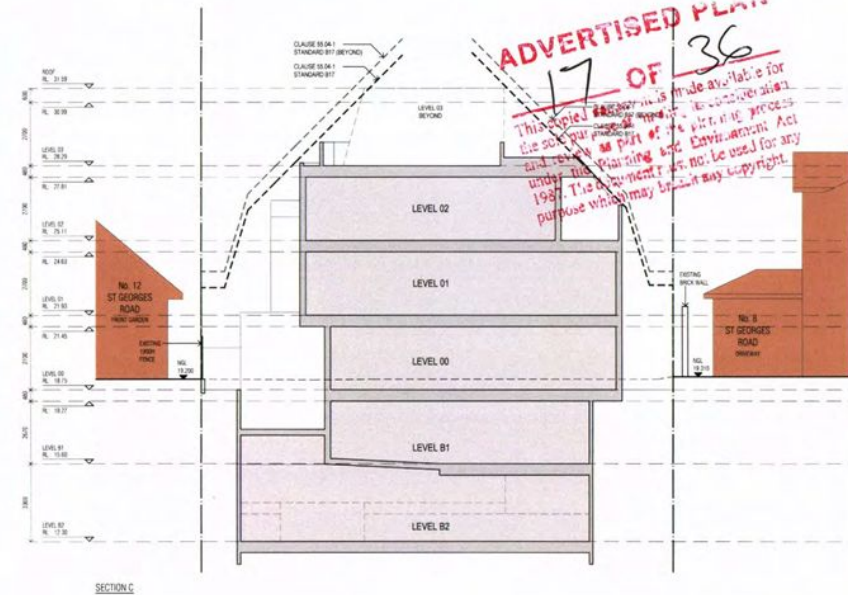 ADVERTISED PLAN
17 OF 36
This copied is made available for
the sole
and review as part of the planning process
under the Planning and Environment Act
1987. The document must not be used for any
purpose which may breach any copyright.
CLAUSE 55.04-1
STANDARD B17 (BEYOND)
CLAUSE 55.04-1
STANDARD B17
LEVEL 03
BEYOND
ROOF
RL 31.59
RL 30.99
LEVEL 03
RL 28.29
RL 27.81
LEVEL 02
RL 25.11
RL 24.63
LEVEL 01
RL 21.93
RL 21.45
LEVEL 00
RL 18.75
RL 18.27
LEVEL B1
RL 15.60
LEVEL B2
RL 12.30
LEVEL 02
LEVEL 01
LEVEL 00
LEVEL B1
LEVEL B2
No. 12
ST GEORGES
ROAD
FRONT GARDEN
EXISTING
FENCE
NGL
19.200
EXISTING
BRICK WALL
No. 8
ST GEORGES
ROAD
DRIVEWAY
NGL
19.310
SECTION C